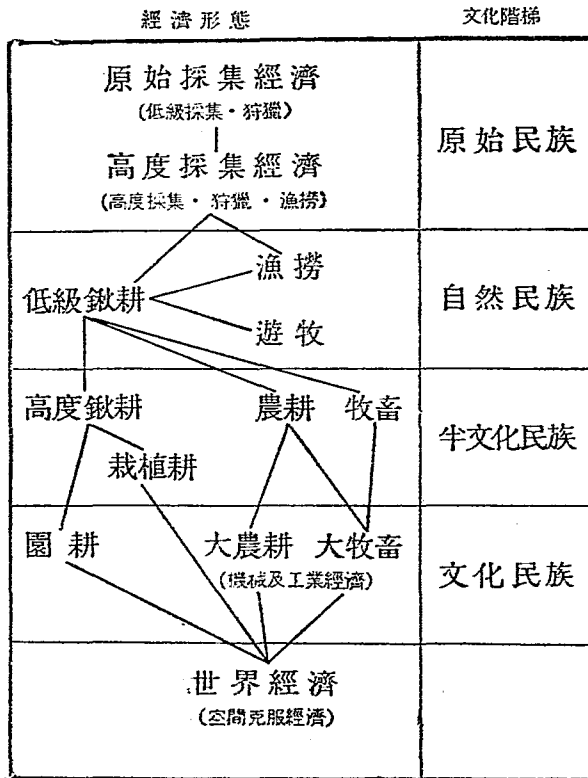 經濟形態 文化階梯
原始採集經濟
(低級採集・狩獵)
原始民族
高度採集經濟
(高度採集・狩獵・漁撈)
漁撈
低級鍬耕
自然民族
遊牧
高度鍬耕 農耕 牧畜
半文化民族
栽植耕
園耕 大農耕 大牧畜
(機械及工業經濟)
文化民族
世界經濟
(空間克服經濟)